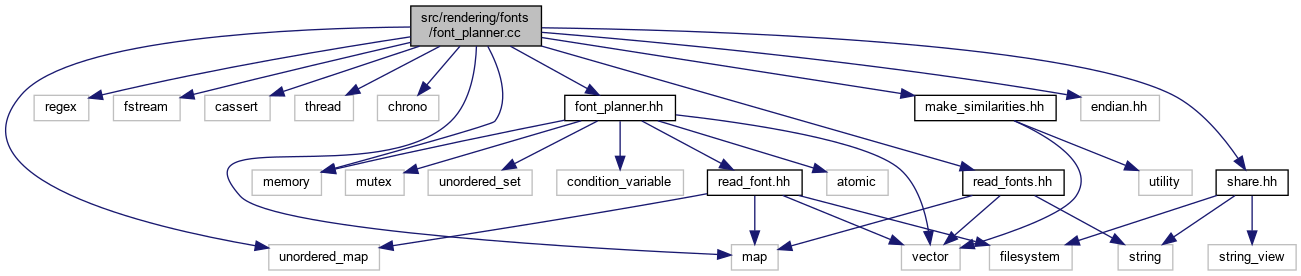 src/rendering/fonts
/font_planner.cc
regex
fstream
cassert
thread
chrono
font_planner.hh
make_similarities.hh
endian.hh
memory
mutex
unordered_set
condition_variable
read_font.hh
atomic
read_fonts.hh
utility
share.hh
unordered_map
map
vector
filesystem
string
string_view